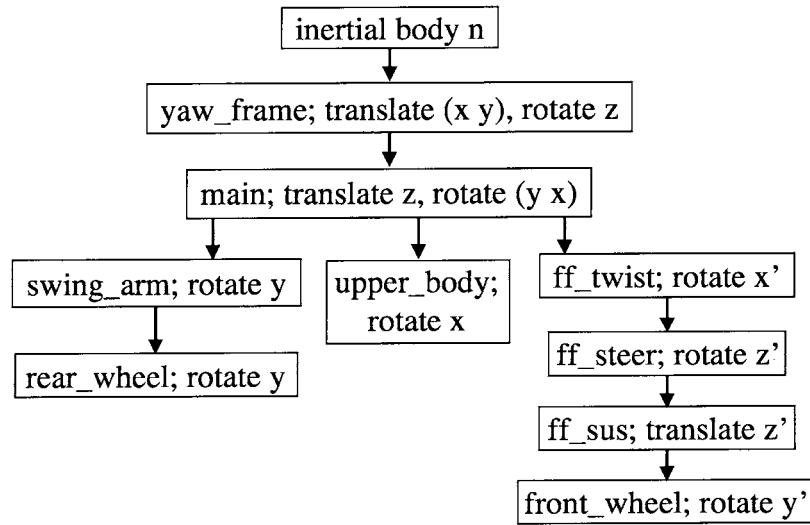 inertial body n
yaw_frame; translate (x y), rotate z
main; translate z, rotate (y x)
swing_arm; rotate y
rear_wheel; rotate y
upper_body;
rotate x
ff_twist; rotate x’
ff_steer; rotate z’
ff_sus; translate z’
front_wheel; rotate y’